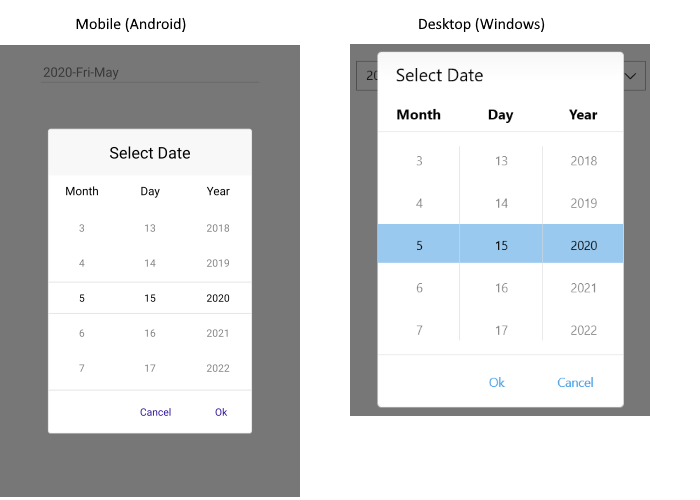 Mobile (Android)
2020-Fri-May
Select Date
Month Day Year
3 13 2018
4 14 2019
5 15 2020
6 16 2021
7 17 2022
Cancel Ok
Desktop (Windows)
Select Date
Month Day Year
3 13 2018
4 14 2019
5 15 2020
6 16 2021
7 17 2022
Ok Cancel